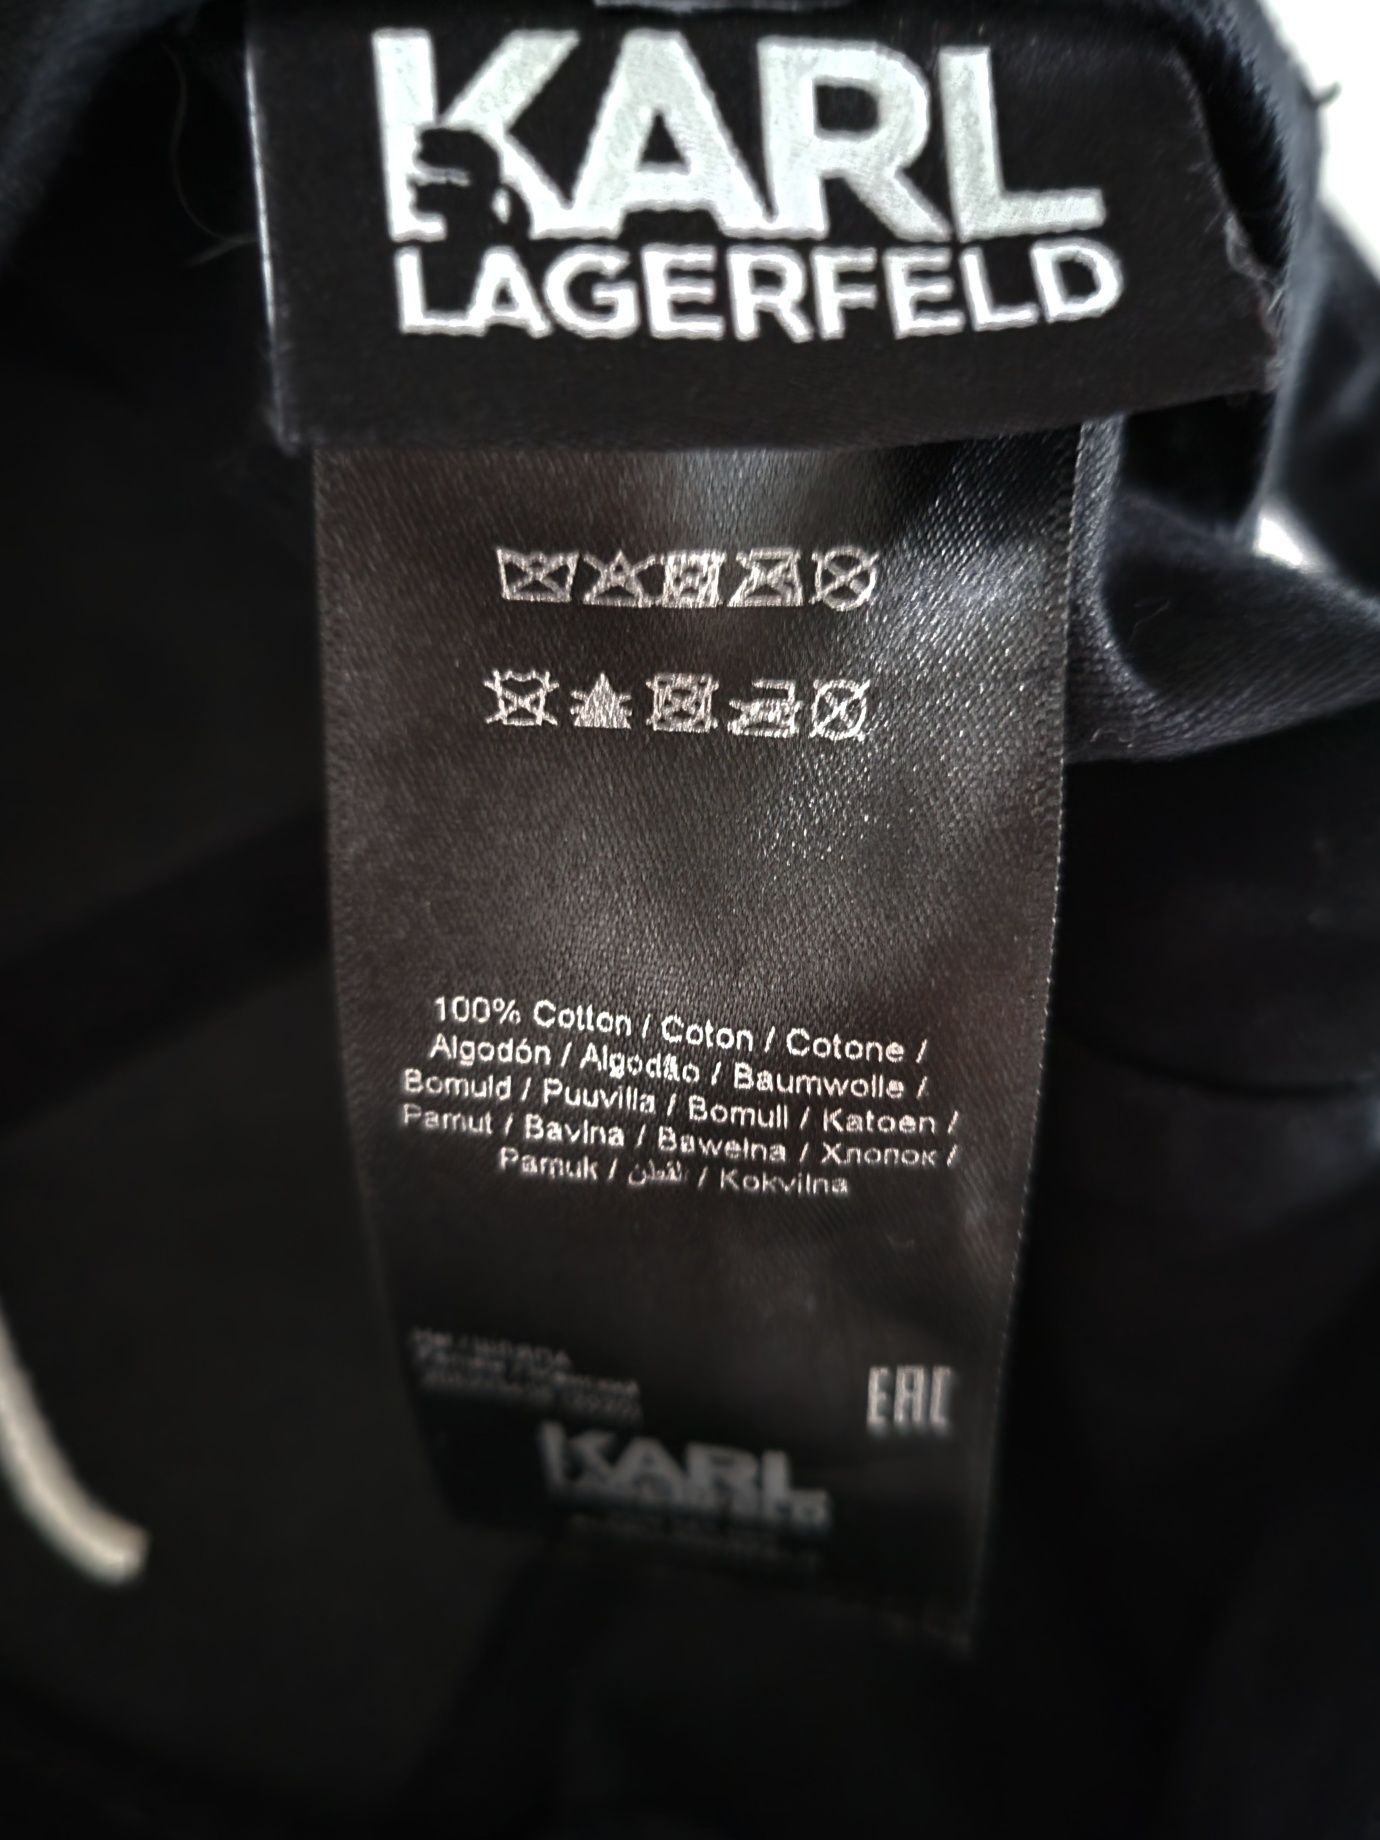 KARL
LAGERFELD
100% Cotton / Coton / Cotone /
Algodón / Algodão / Baumwolle /
Bomuld / Puuvilla / Bomull / Katoen /
Pamut / Bavlna / Bawełna / Хлопок /
Pamuk / القطن / Kokvilna
EAC
KARL
LAGERFELD